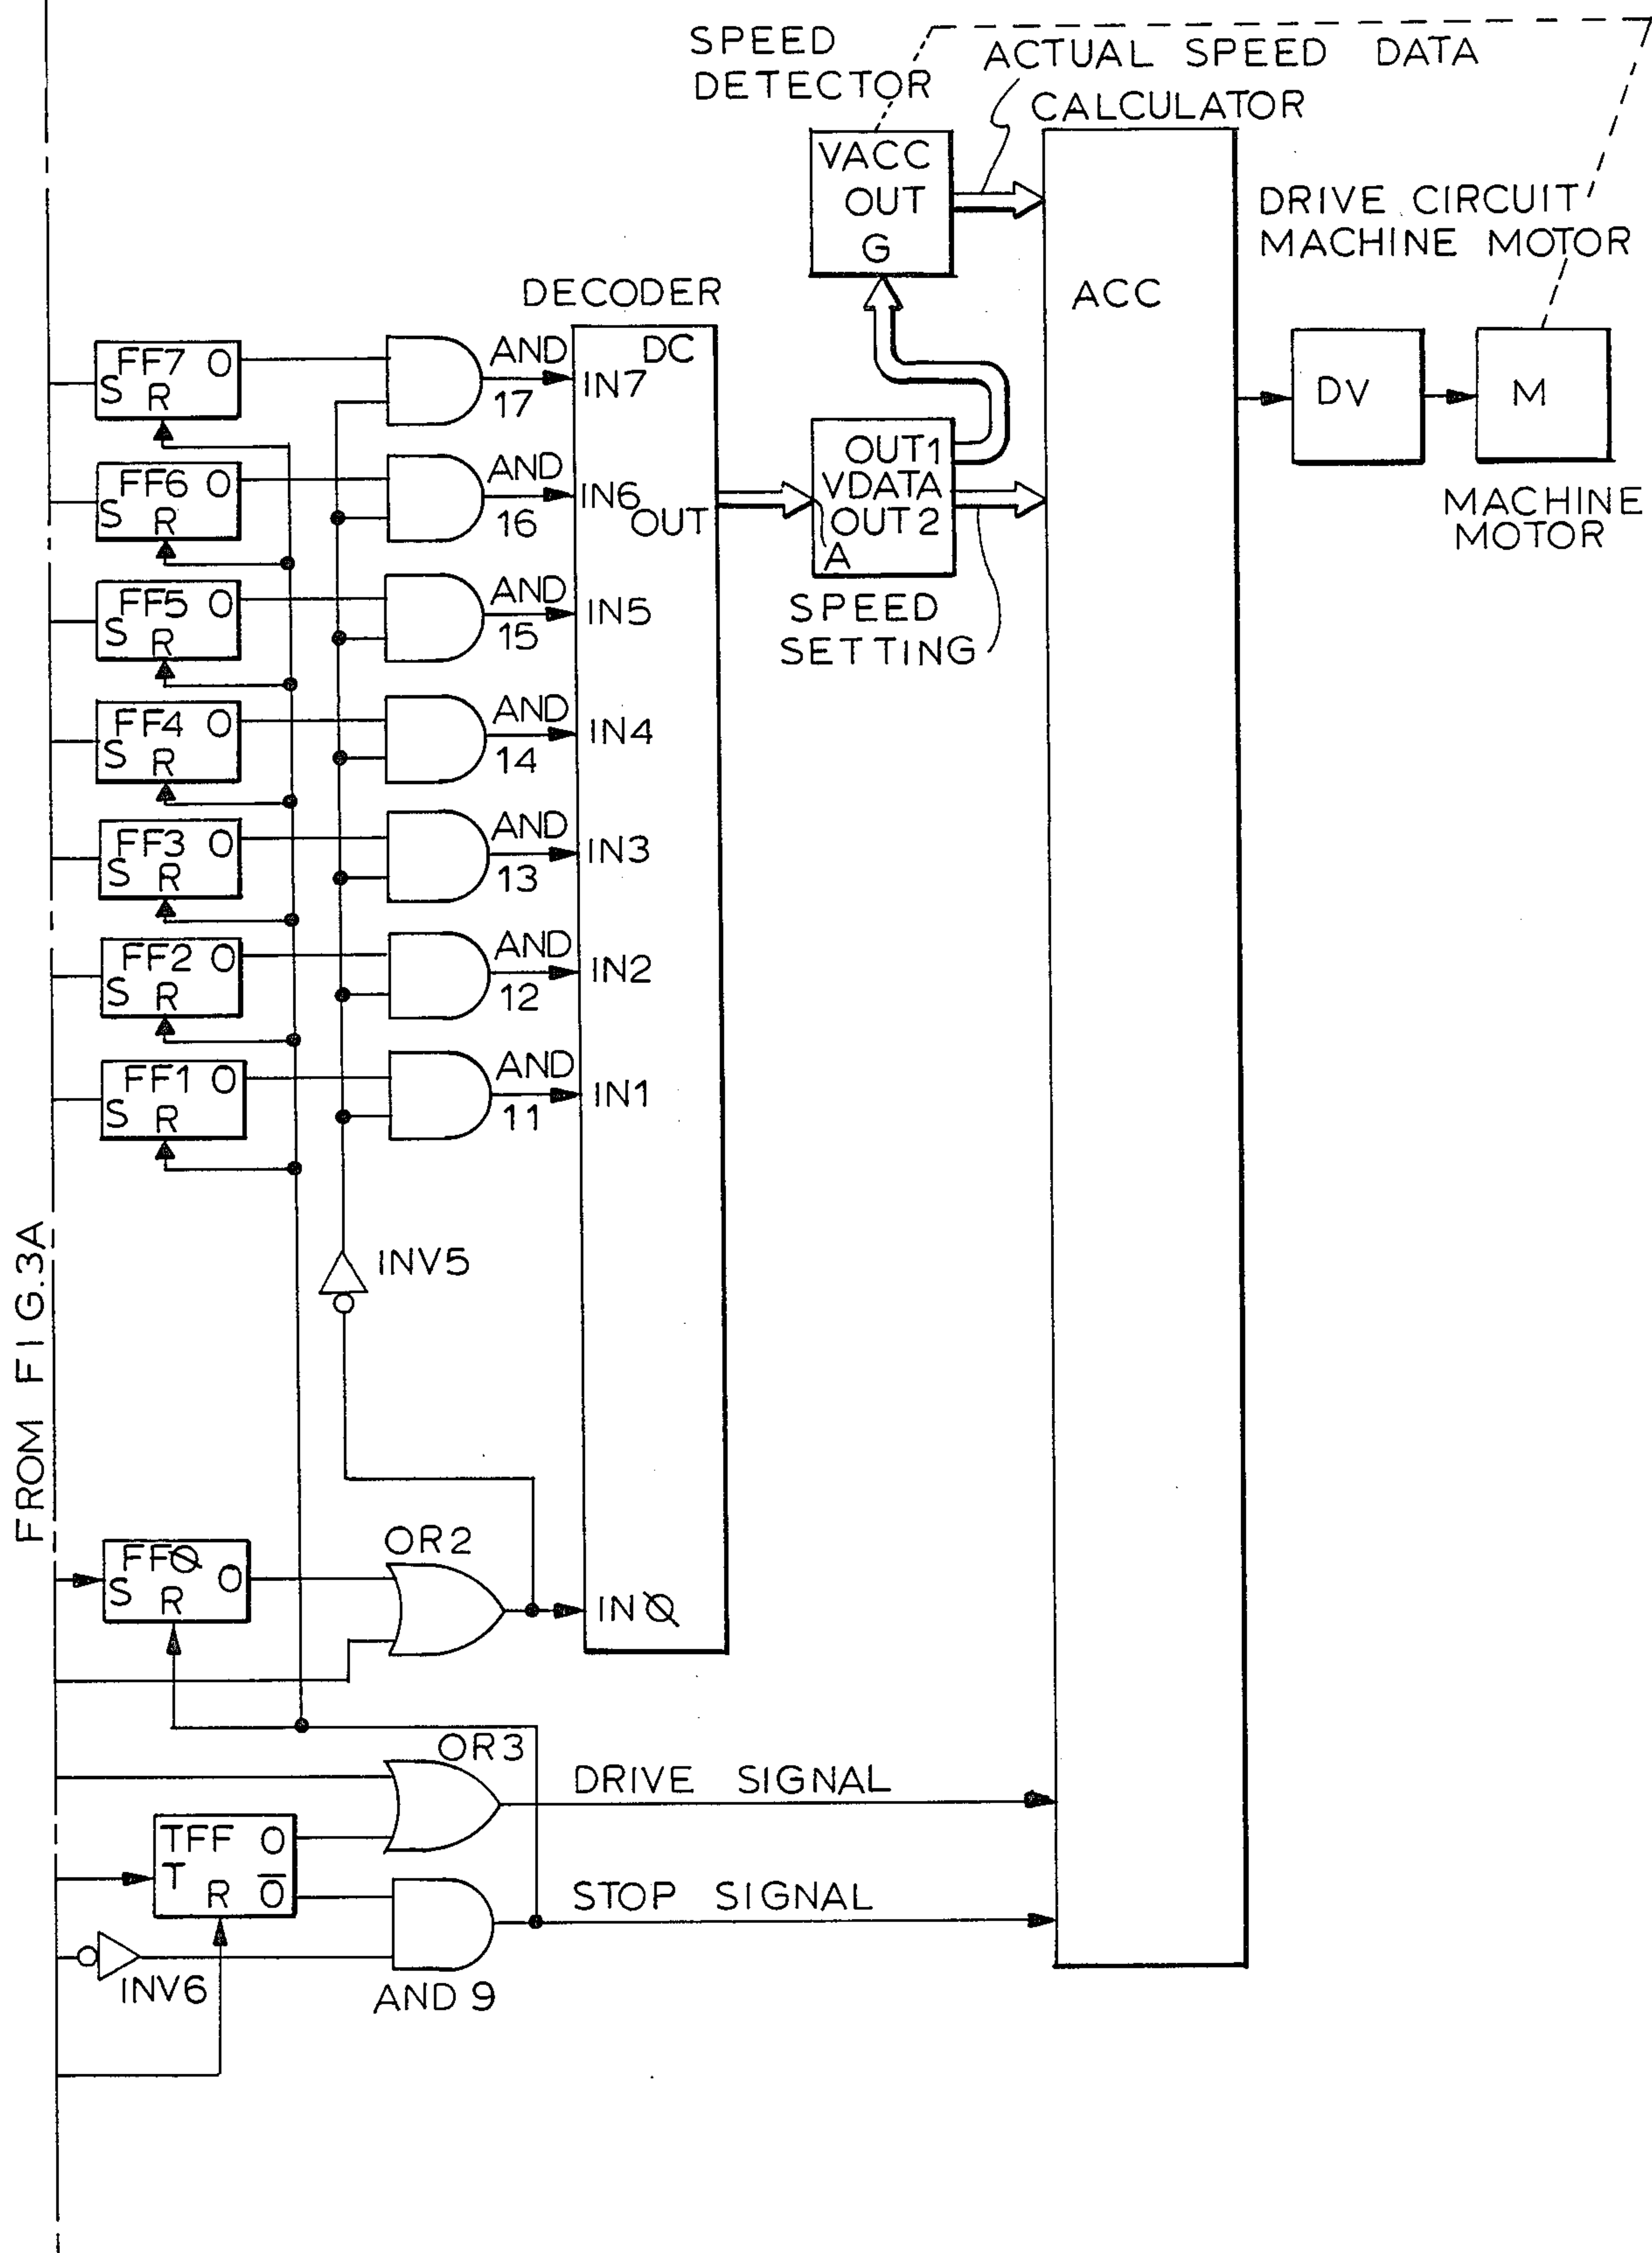 SPEED
DETECTOR
ACTUAL SPEED DATA
CALCULATOR
VACC
OUT
G
ACC
DRIVE CIRCUIT
MACHINE MOTOR
DV
M
MACHINE
MOTOR
DECODER
DC
OUT
OUT1
VDATA
OUT2
A
SPEED
SETTING
FF7 O
S R
AND
17
IN7
FF6 O
S R
AND
16
IN6
FF5 O
S R
AND
15
IN5
FF4 O
S R
AND
14
IN4
FF3 O
S R
AND
13
IN3
FF2 O
S R
AND
12
IN2
FF1 O
S R
AND
11
IN1
INV5
FROM FIG.3A
FFØ O
S R
OR2
INØ
OR3
DRIVE SIGNAL
TFF O
T
R O̅
STOP SIGNAL
INV6
AND 9